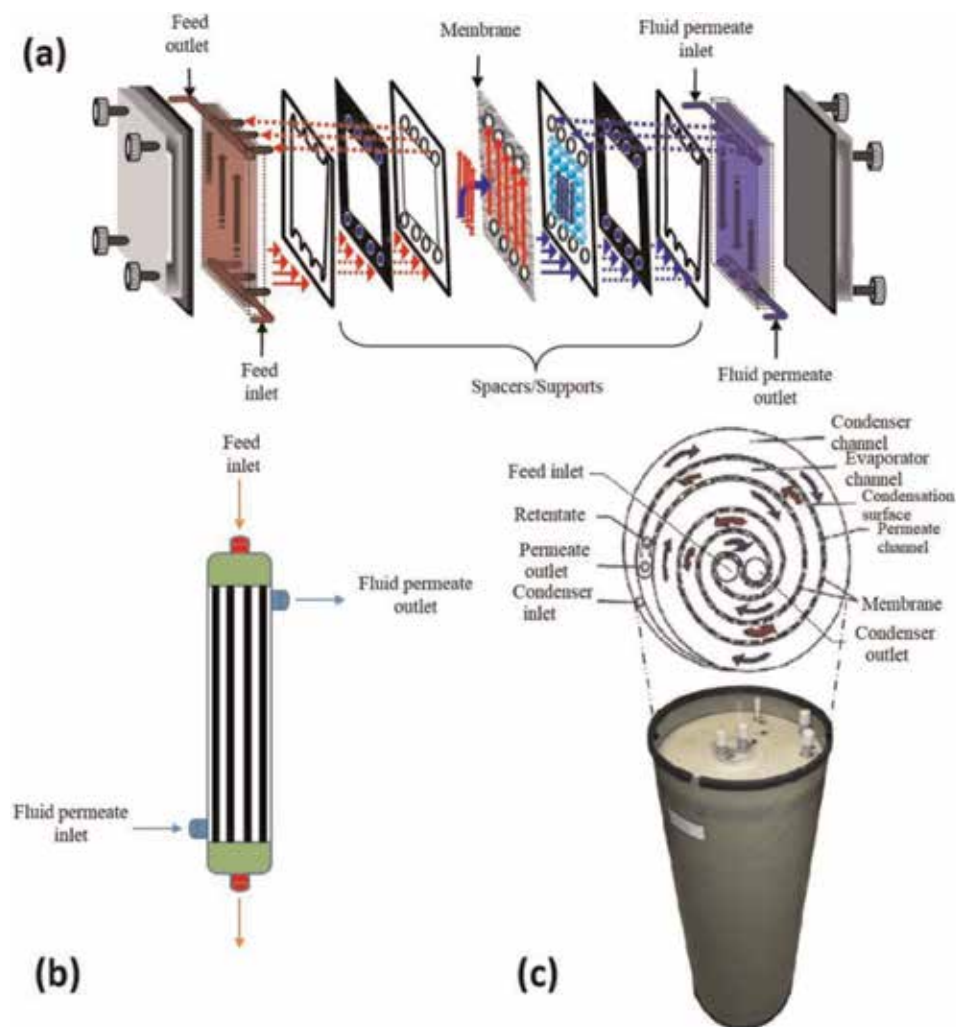 (a)
Feed
outlet
Membrane
Fluid permeate
inlet
Feed
inlet
Spacers/Supports
Fluid permeate
outlet
Feed
inlet
Fluid permeate
outlet
Fluid permeate
inlet
(b)
Condenser
channel
Feed inlet
Evaporator
channel
Condensation
surface
Retentate
Permeate
channel
Permeate
outlet
Condenser
inlet
Membrane
Condenser
outlet
(c)